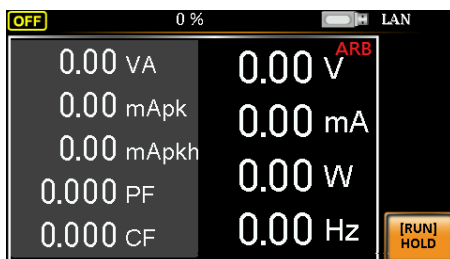 OFF 0 % LAN
ARB
0.00 VA 0.00 V
0.00 mApk 0.00 mA
0.00 mApkh 0.00 W
0.000 PF 0.00 Hz
0.000 CF
[RUN]
HOLD